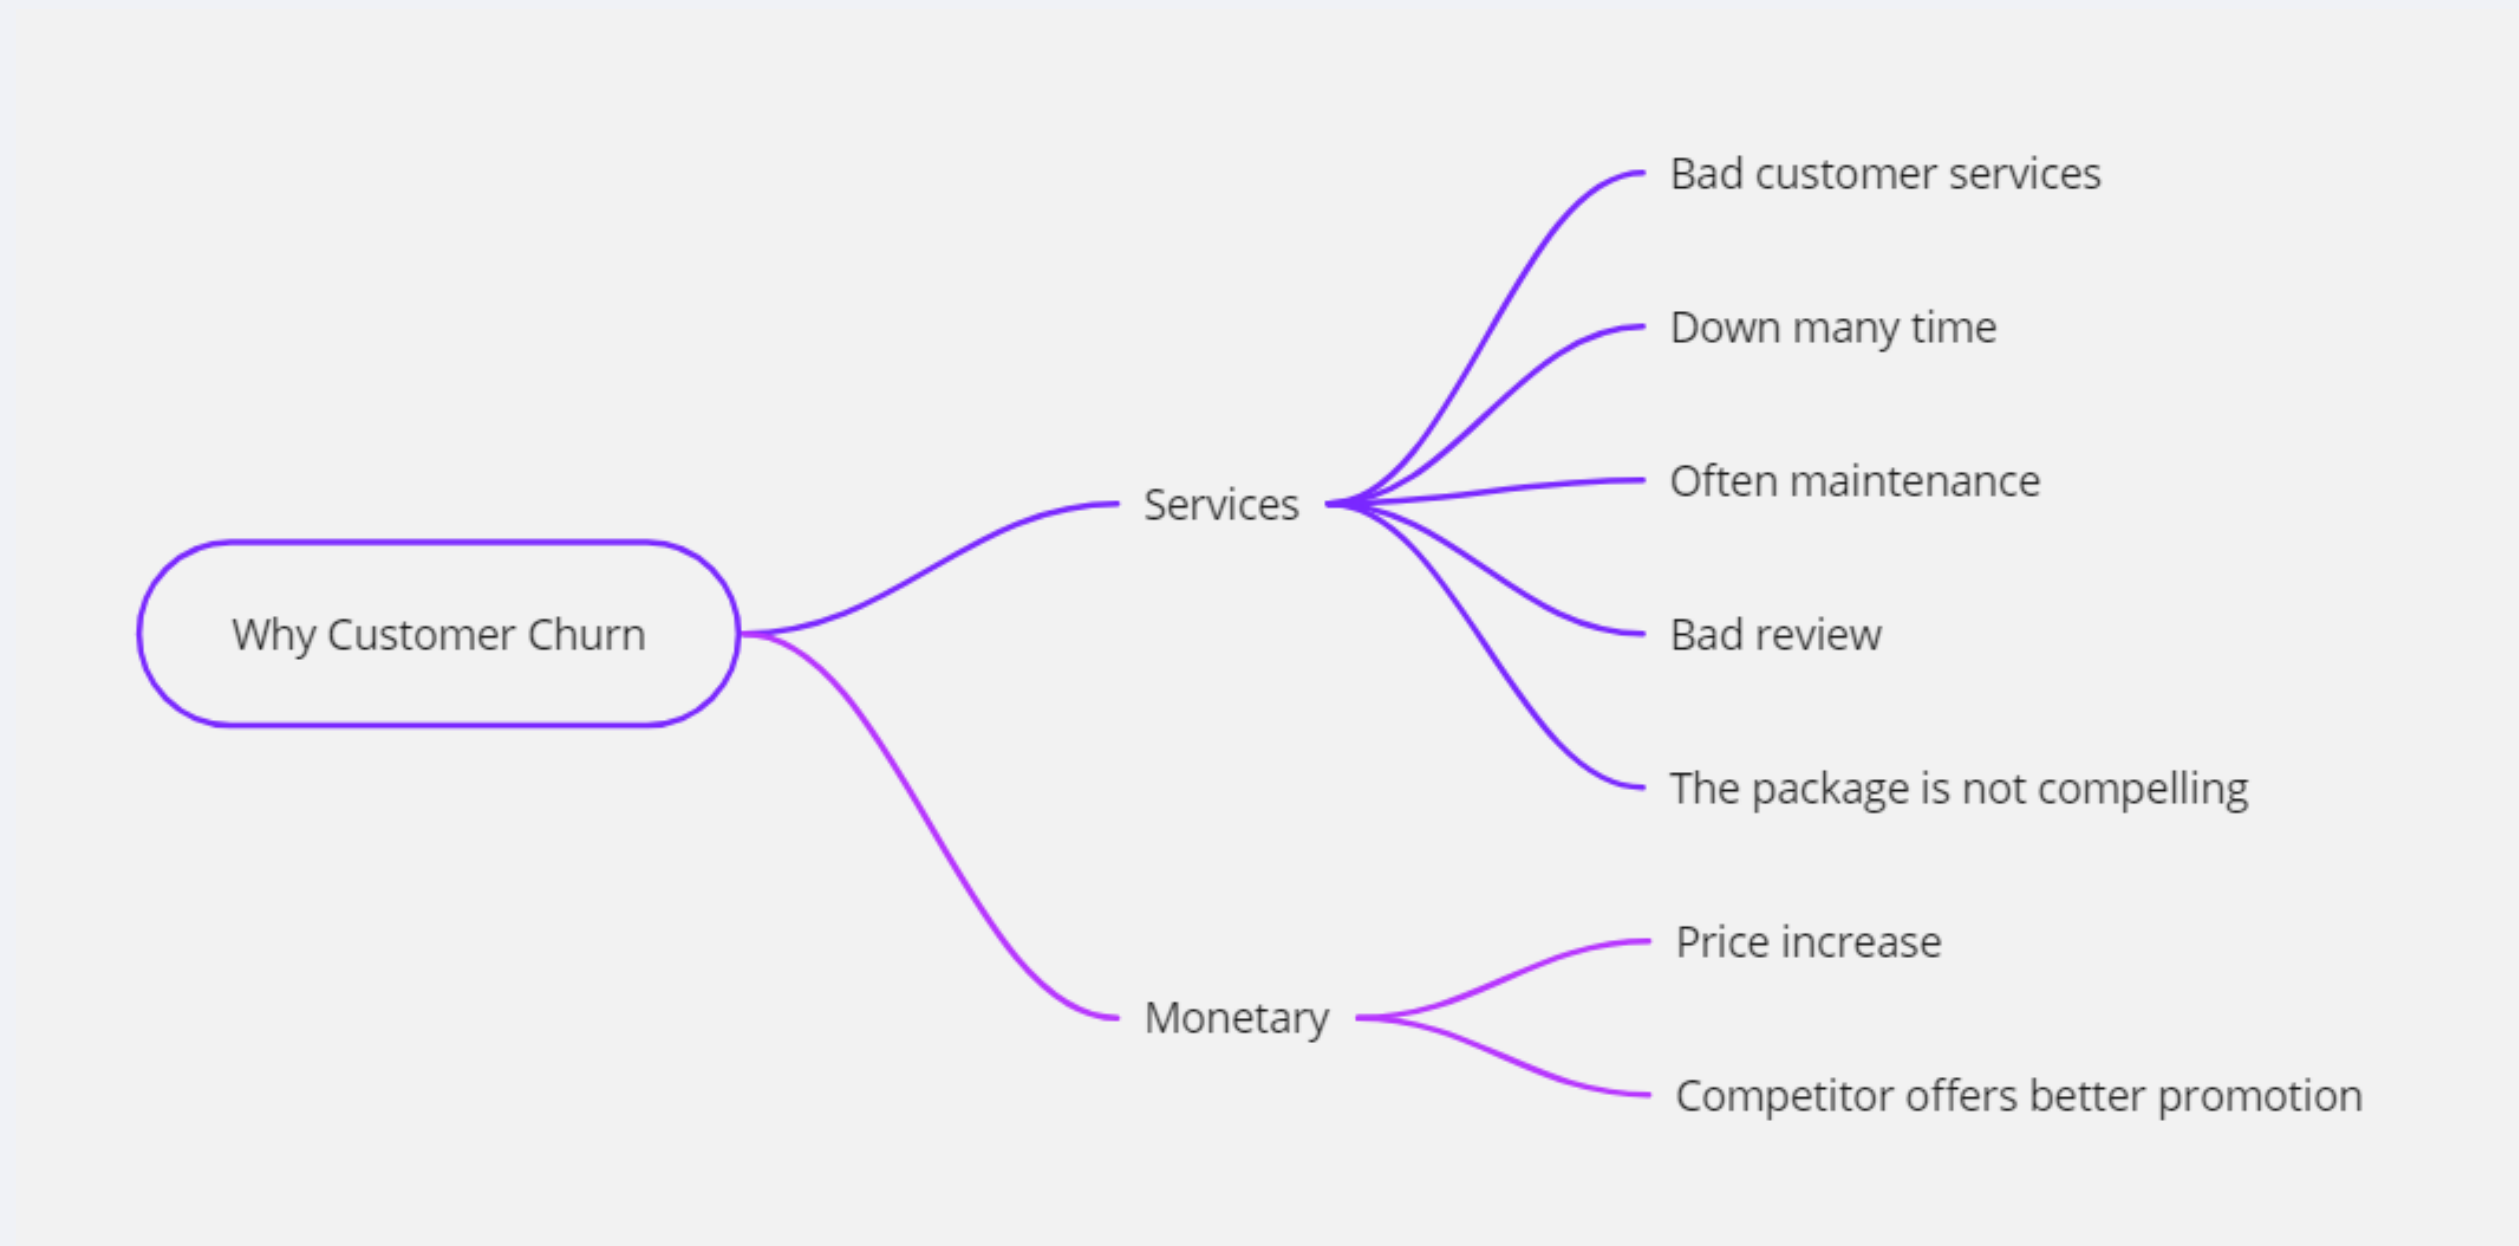 Why Customer Churn
Services
Bad customer services
Down many time
Often maintenance
Bad review
The package is not compelling
Monetary
Price increase
Competitor offers better promotion